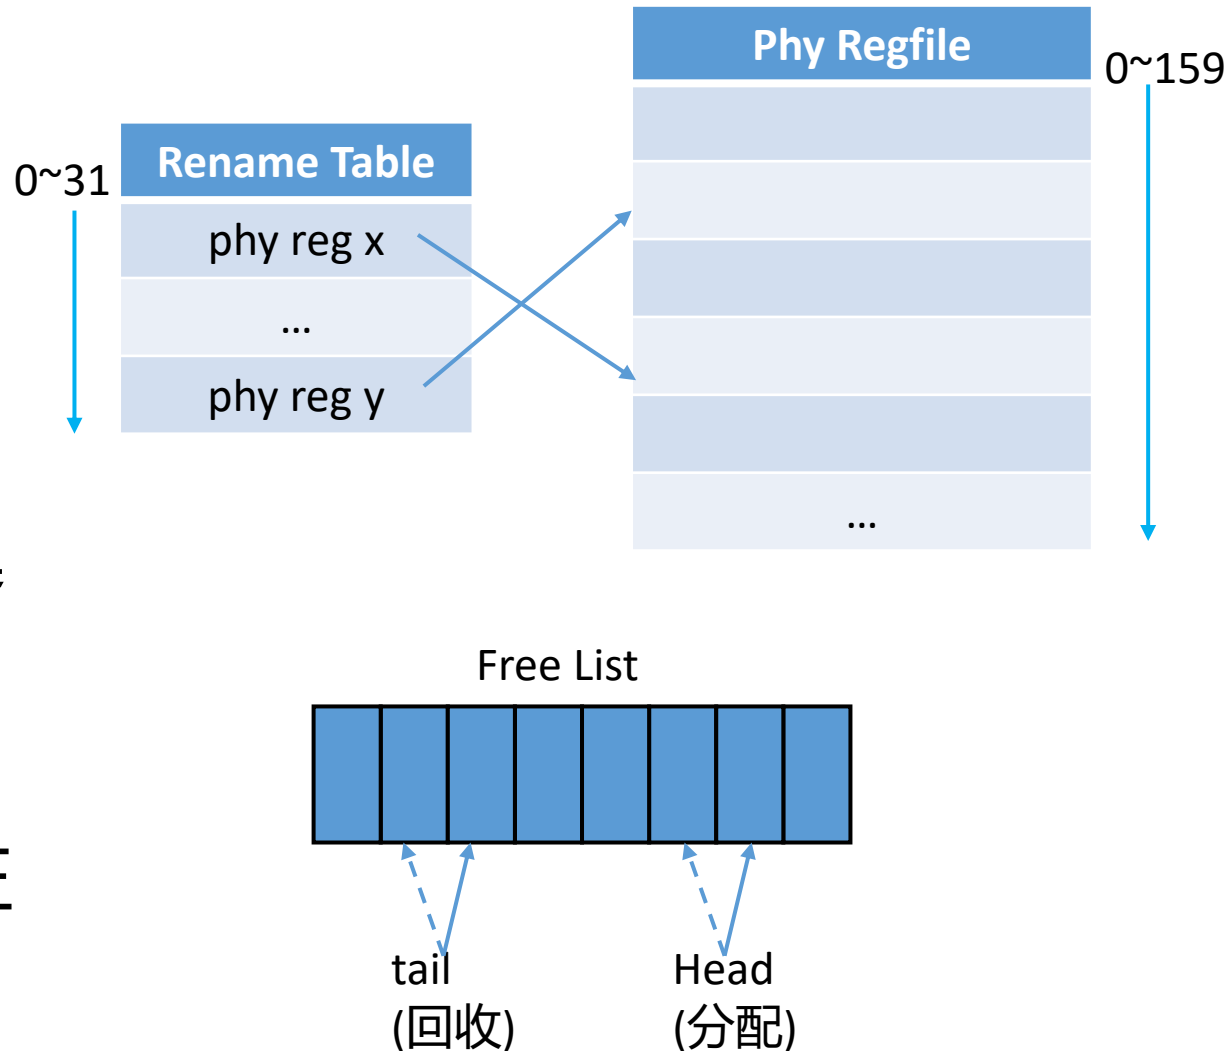 Phy Regfile
0~159
Rename Table
0~31
phy reg x
...
phy reg y
...
Free List
tail
(回收)
Head
(分配)